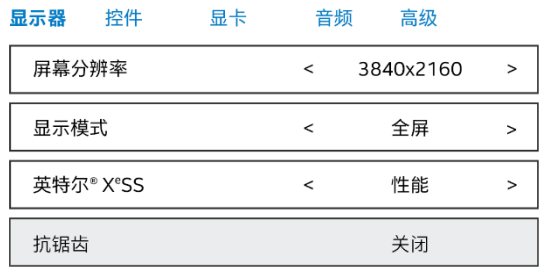 显示器 控件 显卡 音频 高级
屏幕分辨率 < 3840x2160 >
显示模式 < 全屏 >
英特尔® XᵉSS < 性能 >
抗锯齿 关闭